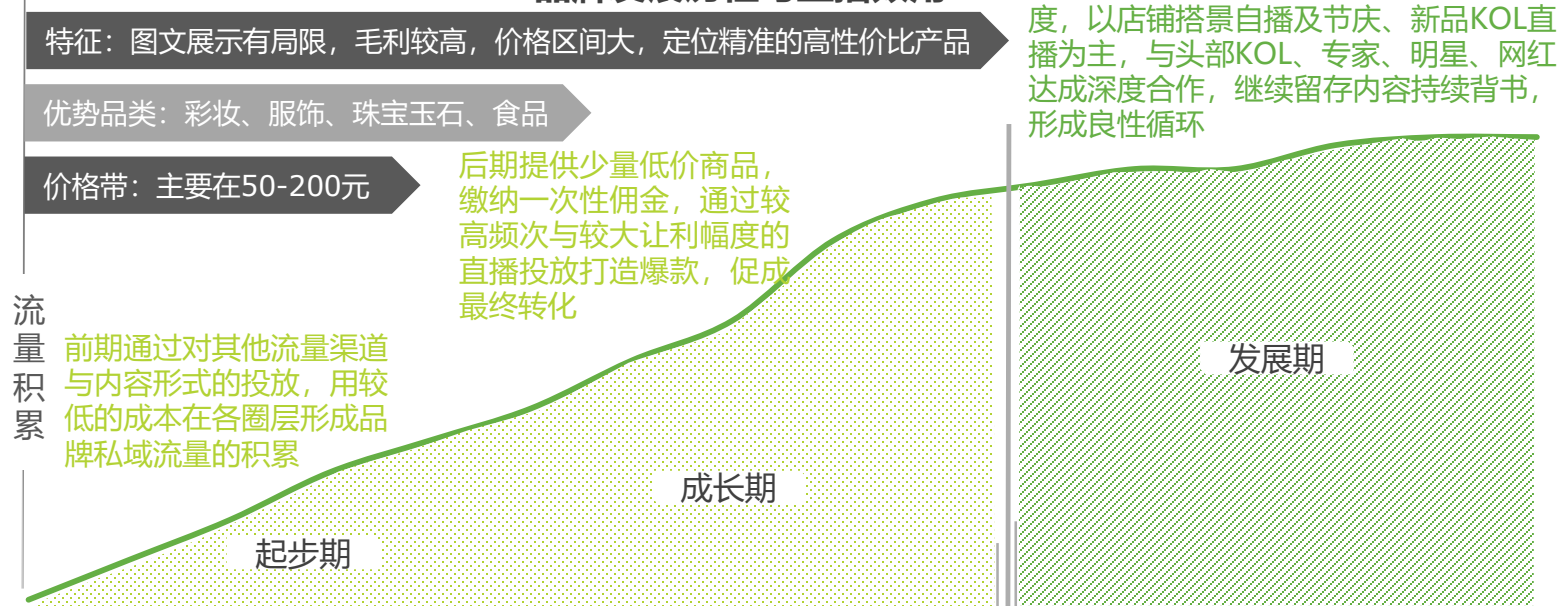 特征：图文展示有局限，毛利较高，价格区间大，定位精准的高性价比产品
优势品类：彩妆、服饰、珠宝玉石、食品
价格带：主要在50-200元
度，以店铺搭景自播及节庆、新品KOL直
播为主，与头部KOL、专家、明星、网红
达成深度合作，继续留存内容持续背书，
形成良性循环
后期提供少量低价商品，
缴纳一次性佣金，通过较
高频次与较大让利幅度的
直播投放打造爆款，促成
最终转化
流量积累
前期通过对其他流量渠道
与内容形式的投放，用较
低的成本在各圈层形成品
牌私域流量的积累
起步期
成长期
发展期